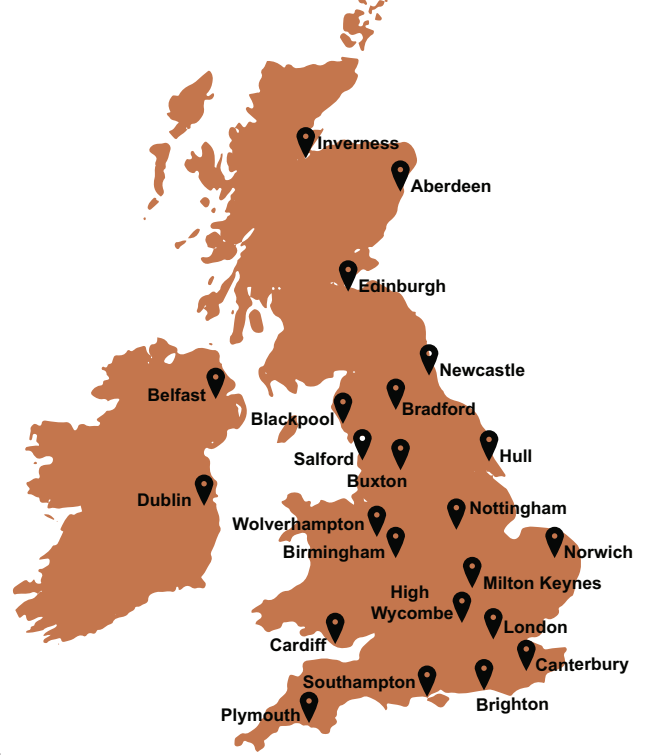 Inverness
Aberdeen
Edinburgh
Newcastle
Belfast
Bradford
Blackpool
Hull
Salford
Buxton
Dublin
Nottingham
Wolverhampton
Birmingham
Norwich
Milton Keynes
High
Wycombe
London
Cardiff
Canterbury
Southampton
Brighton
Plymouth